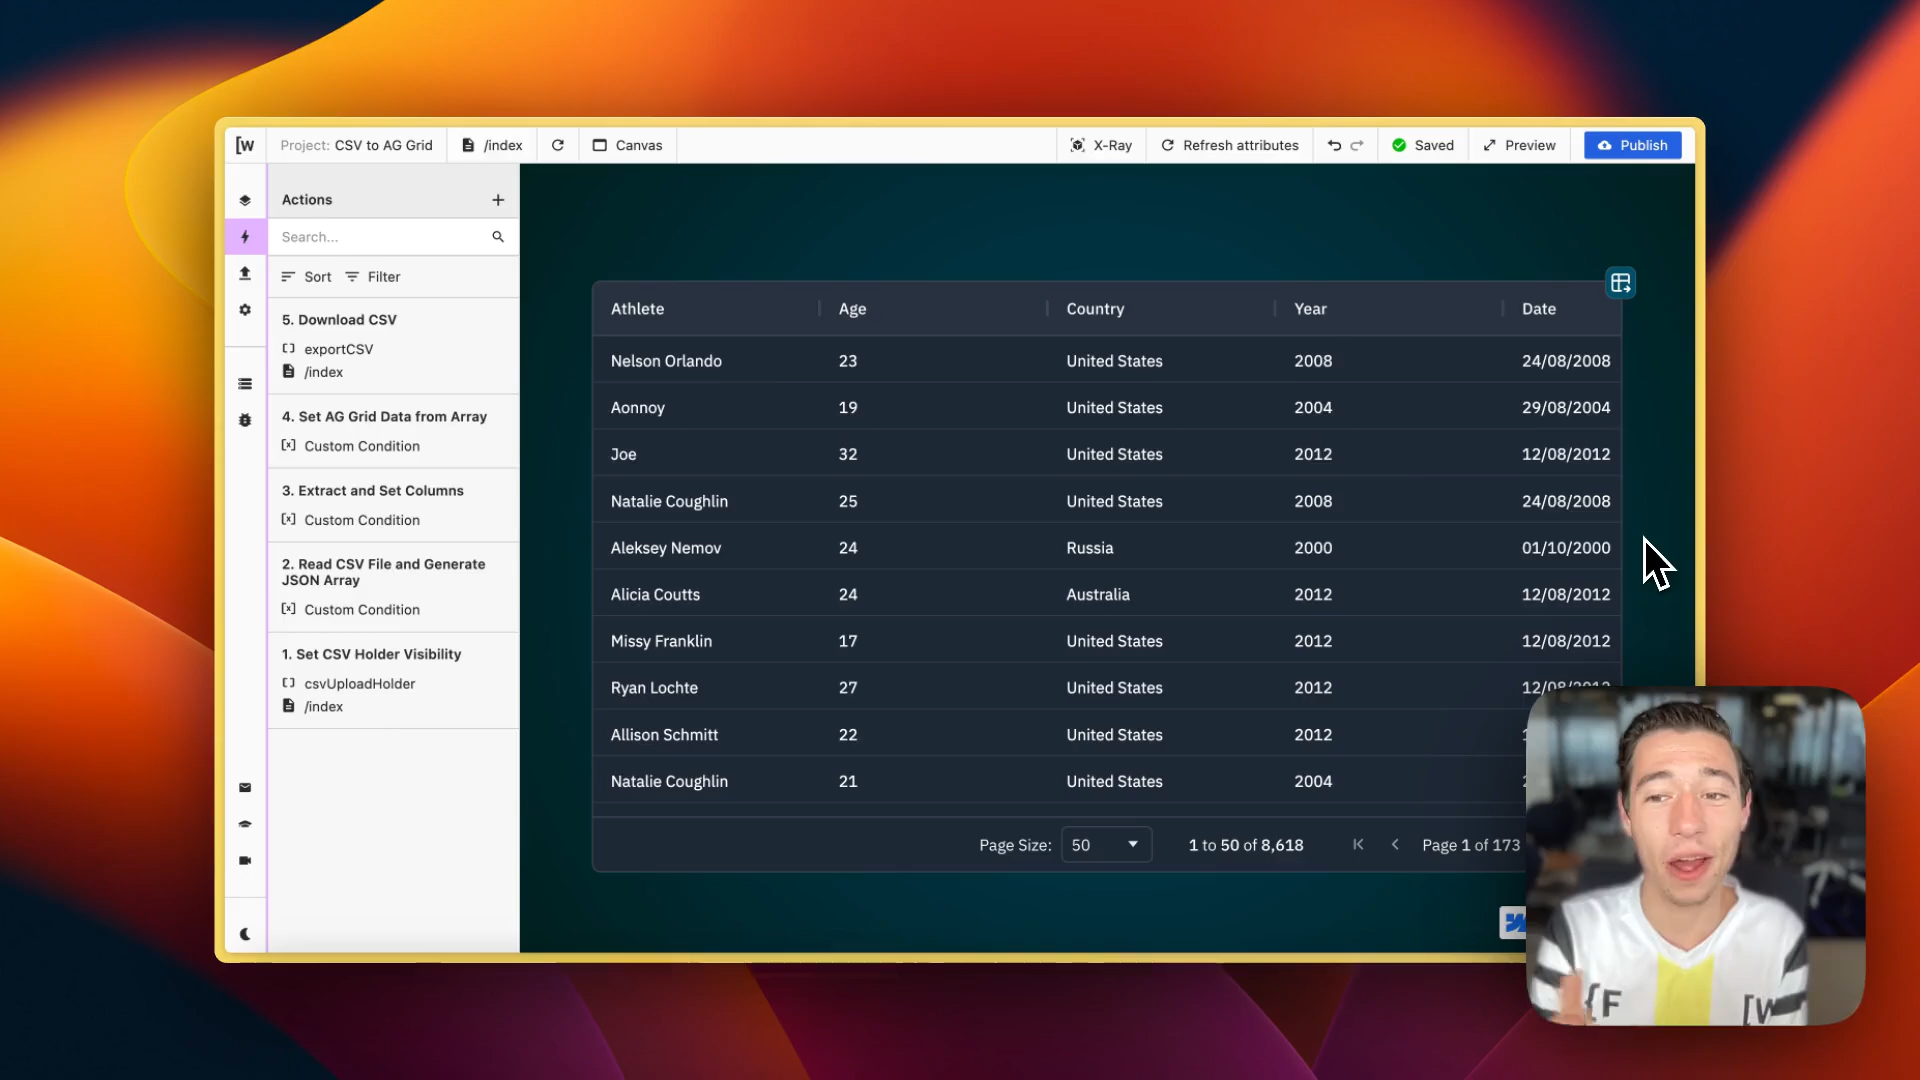 [W Project: CSV to AG Grid /index Canvas X-Ray Refresh attributes Saved Preview Publish
Actions
Search...
Sort Filter
5. Download CSV
exportCSV
/index
4. Set AG Grid Data from Array
Custom Condition
3. Extract and Set Columns
Custom Condition
2. Read CSV File and Generate
JSON Array
Custom Condition
1. Set CSV Holder Visibility
csvUploadHolder
/index
Athlete Age Country Year Date
Nelson Orlando 23 United States 2008 24/08/2008
Aonnoy 19 United States 2004 29/08/2004
Joe 32 United States 2012 12/08/2012
Natalie Coughlin 25 United States 2008 24/08/2008
Aleksey Nemov 24 Russia 2000 01/10/2000
Alicia Coutts 24 Australia 2012 12/08/2012
Missy Franklin 17 United States 2012 12/08/2012
Ryan Lochte 27 United States 2012 12/08/2012
Allison Schmitt 22 United States 2012
Natalie Coughlin 21 United States 2004
Page Size: 50 1 to 50 of 8,618 Page 1 of 173
{F [W